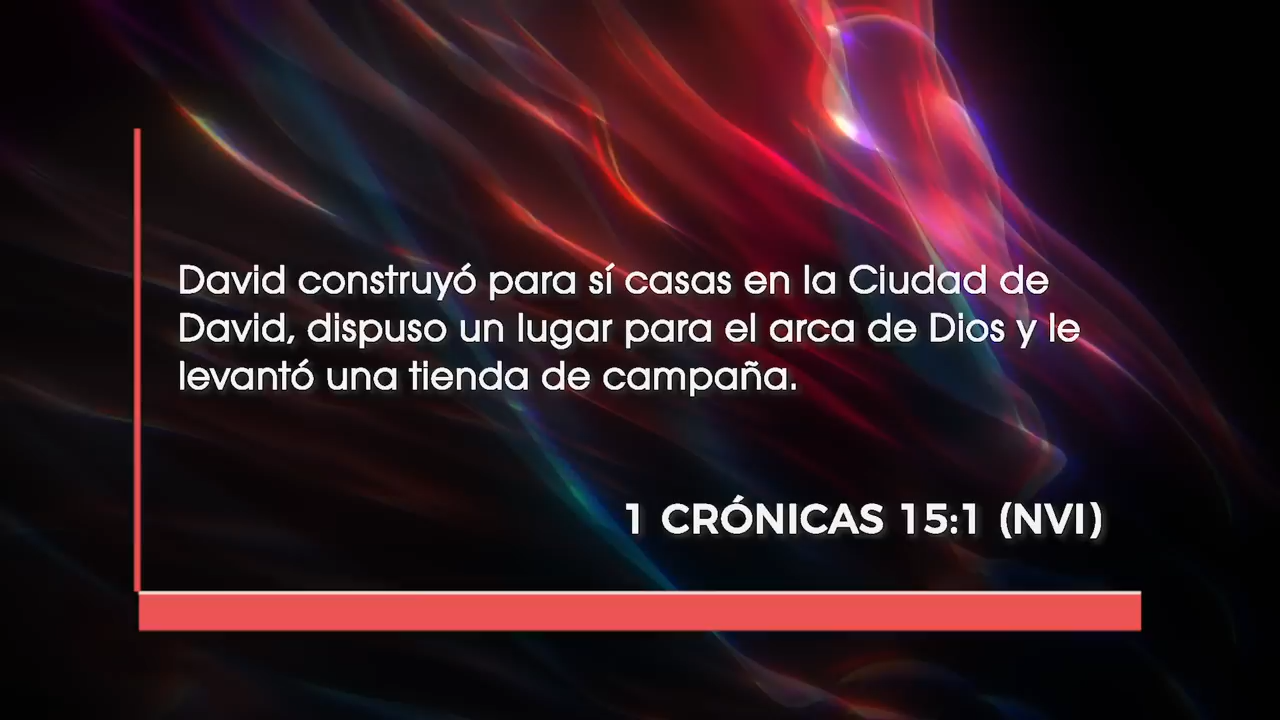 David construyó para sí casas en la Ciudad de
David, dispuso un lugar para el arca de Dios y le
levantó una tienda de campaña.
1 CRÓNICAS 15:1 (NVI)